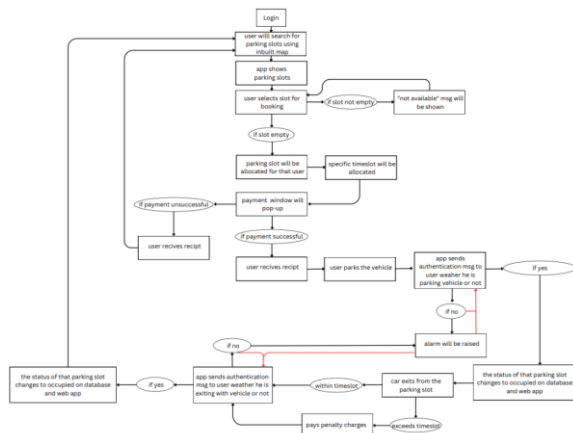 Login
user will search for
parking slots using
inbuilt map
app shows
parking slots
user selects slot for
booking
if slot not empty
"not available" msg will
be shown
if slot empty
parking slot will be
allocated for that user
specific timeslot will be
allocated
payment window will
pop-up
if payment unsuccessful
if payment successful
user recives recipt
user recives recipt
user parks the vehicle
app sends
authentication msg to
user weaher he is
parking vehicle or not
if yes
if no
alarm will be raised
if no
the status of that parking slot
changes to occupied on database
and web app
if yes
app sends authentication
msg to user weather he is
exiting with vehicle or not
within timeslot
car exits from the
parking slot
the status of that parking slot
changes to occupied on database
and web app
pays penalty charges
exceeds timeslot